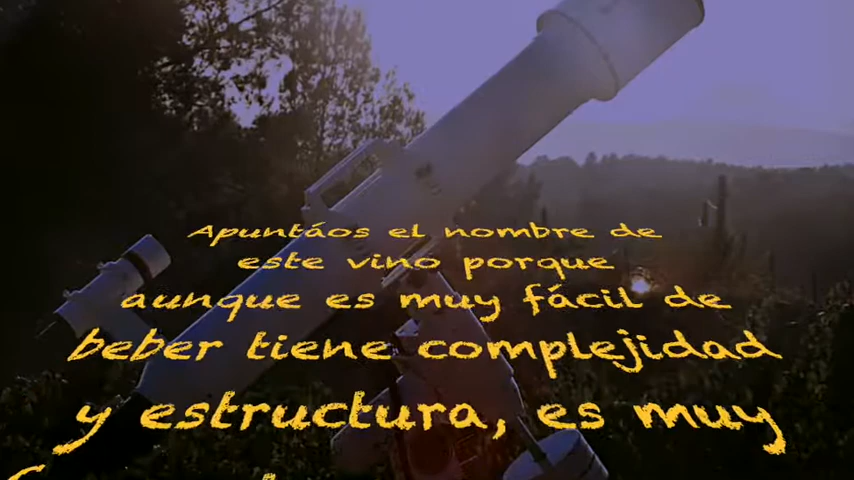 Apuntáos el nombre de
este vino porque
aunque es muy fácil de
beber tiene complejidad
y estructura, es muy